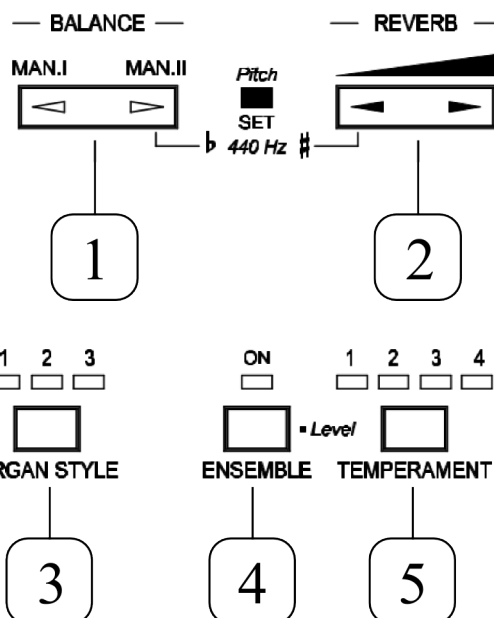 BALANCE
REVERB
MAN.I MAN.II
Pitch
SET
♭ 440 Hz ♯
1
2
1 2 3
ON
1 2 3 4
▪ Level
RGAN STYLE
ENSEMBLE
TEMPERAMENT
3
4
5